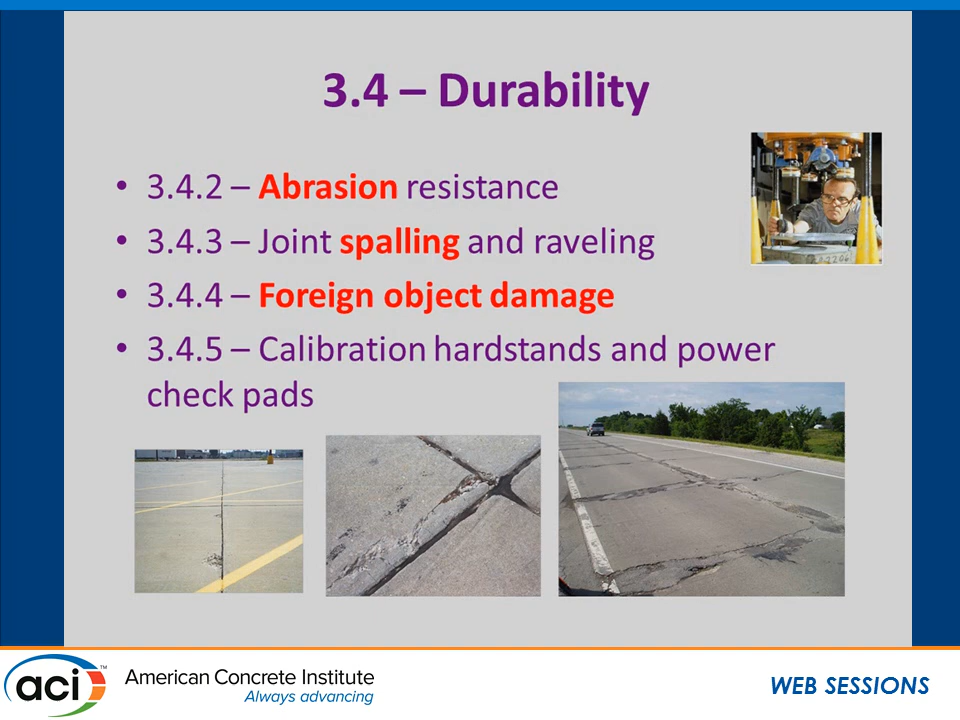 3.4 – Durability
• 3.4.2 – Abrasion resistance
• 3.4.3 – Joint spalling and raveling
• 3.4.4 – Foreign object damage
• 3.4.5 – Calibration hardstands and power
check pads
aci™
American Concrete Institute
Always advancing
WEB SESSIONS